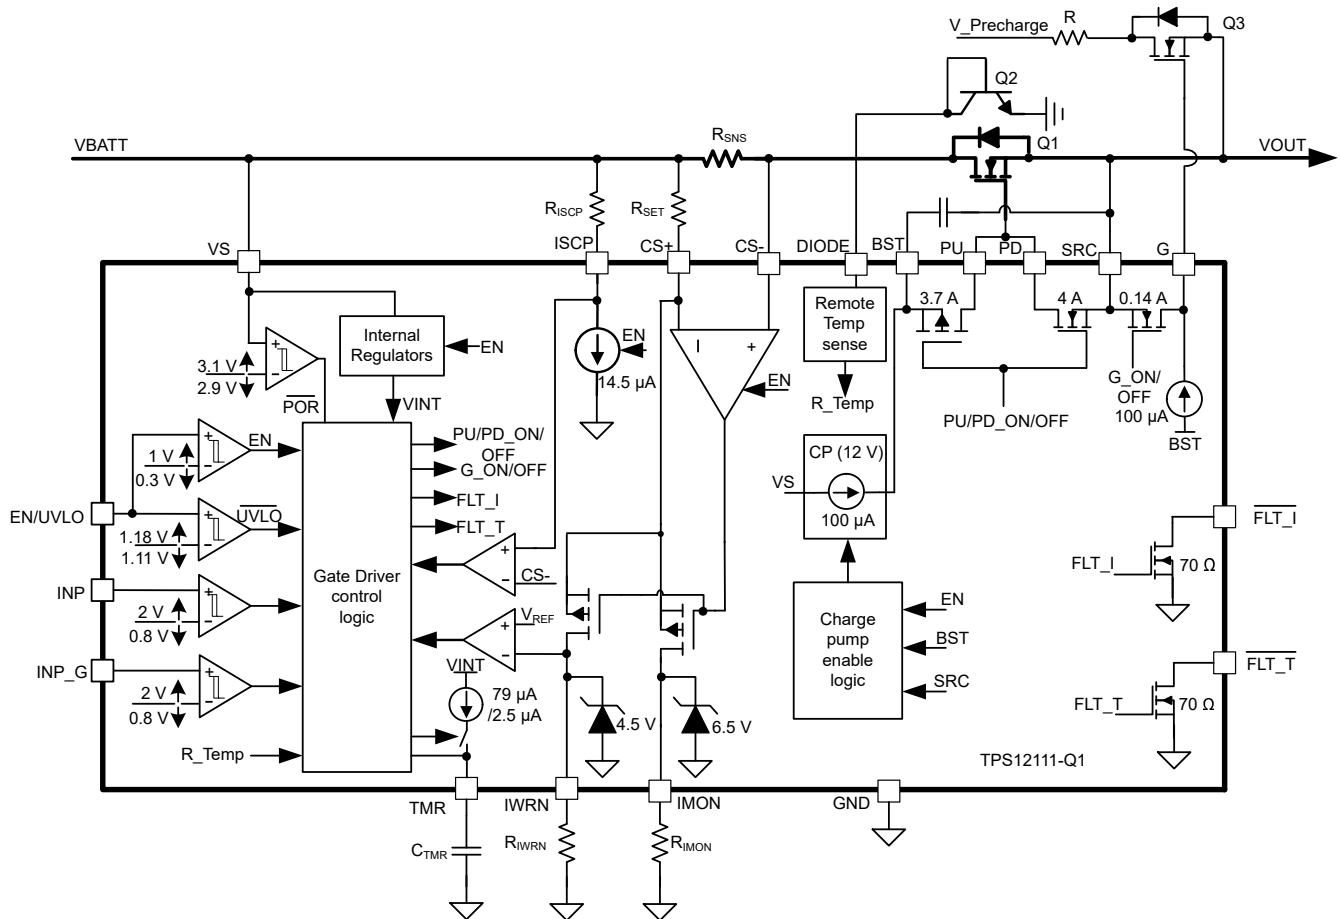 V_Precharge
R
Q3
Q2
RSNS
Q1
VBATT
VOUT
RISCP
RSET
VS
ISCP
CS+
CS-
DIODE
BST
PU
PD
SRC
G
3.7 A
4 A
0.14 A
Remote
Temp
sense
Internal
Regulators
EN
EN
14.5 µA
I
+
EN
R_Temp
G_ON/
OFF
100 µA
BST
PU/PD_ON/OFF
+
−
3.1 V
2.9 V
POR
VINT
PU/PD_ON/
OFF
G_ON/OFF
FLT_I
FLT_T
CP (12 V)
VS
100 µA
+
−
EN
1 V
0.3 V
EN/UVLO
+
−
UVLO
1.18 V
1.11 V
+
−
CS-
Gate Driver
control
logic
INP
+
−
2 V
0.8 V
+
−
VREF
INP_G
+
−
2 V
0.8 V
VINT
79 µA
/2.5 µA
4.5 V
6.5 V
Charge
pump
enable
logic
EN
BST
SRC
FLT_I
FLT_I
70 Ω
FLT_T
FLT_T
70 Ω
R_Temp
TPS12111-Q1
TMR
IWRN
IMON
GND
CTMR
RIWRN
RIMON